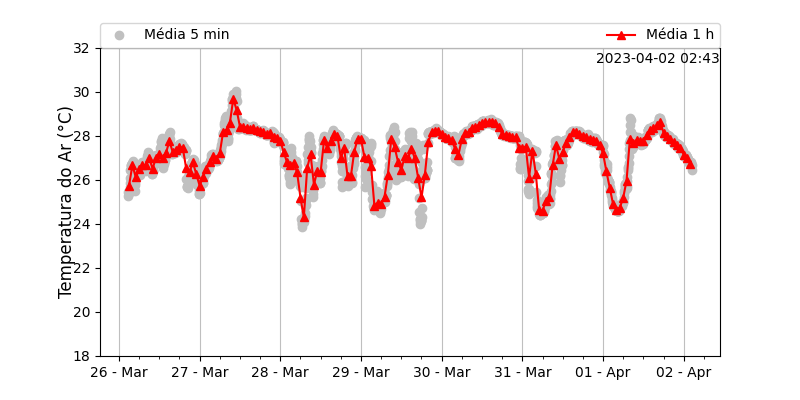 Média 5 min
Média 1 h
2023-04-02 02:43
Temperatura do Ar (°C)
32
30
28
26
24
22
20
18
26 - Mar
27 - Mar
28 - Mar
29 - Mar
30 - Mar
31 - Mar
01 - Apr
02 - Apr